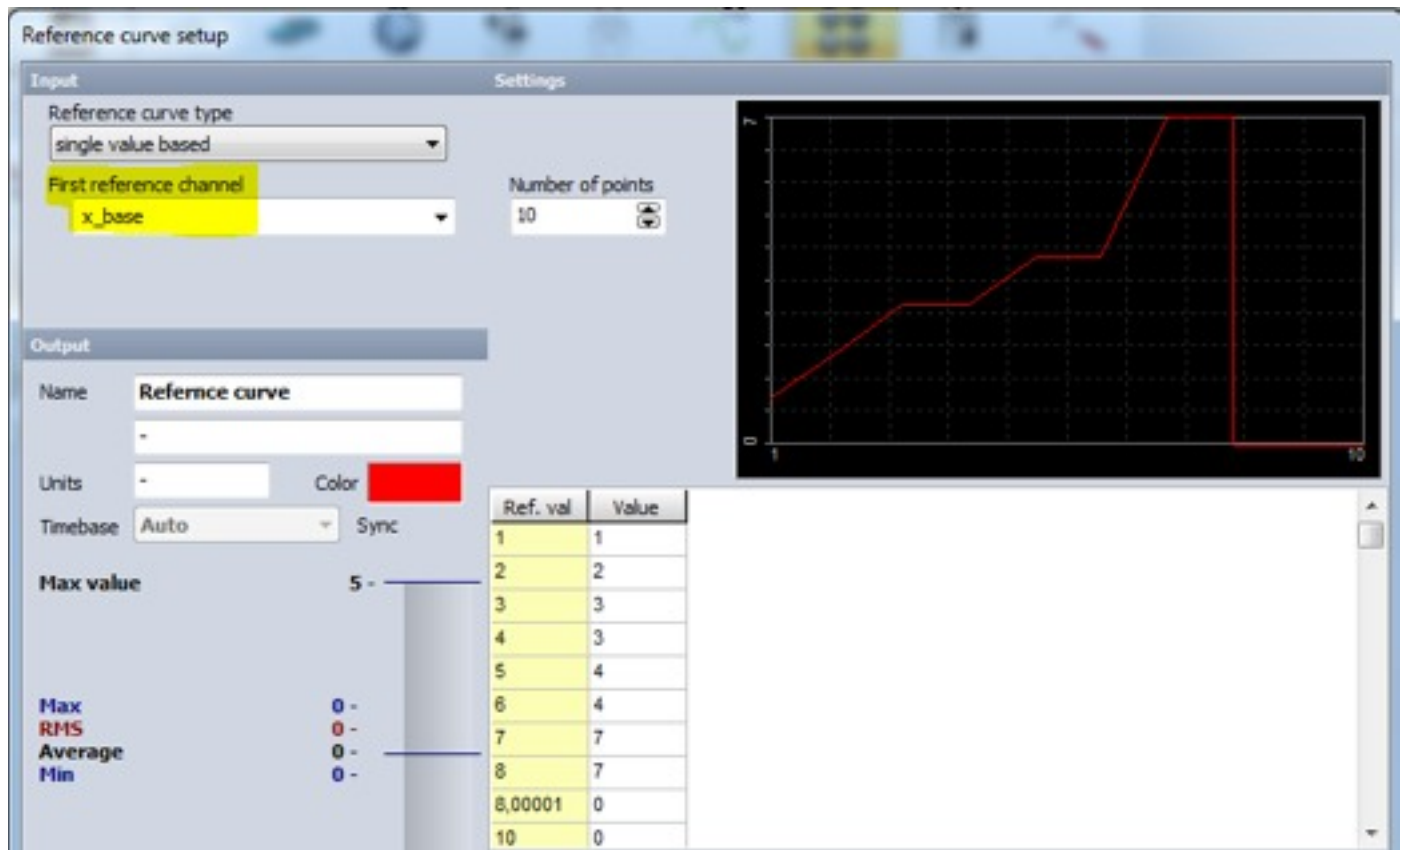 Reference curve setup
Input
Settings
Reference curve type
single value based
First reference channel
x_base
Number of points
10
7
0
1
10
Output
Name
Refernce curve
-
Units
-
Color
Timebase
Auto
Sync
Max value
5 -
Max
0 -
RMS
0 -
Average
0 -
Min
0 -
Ref. val Value
1 1
2 2
3 3
4 3
5 4
6 4
7 7
8 7
8,00001 0
10 0